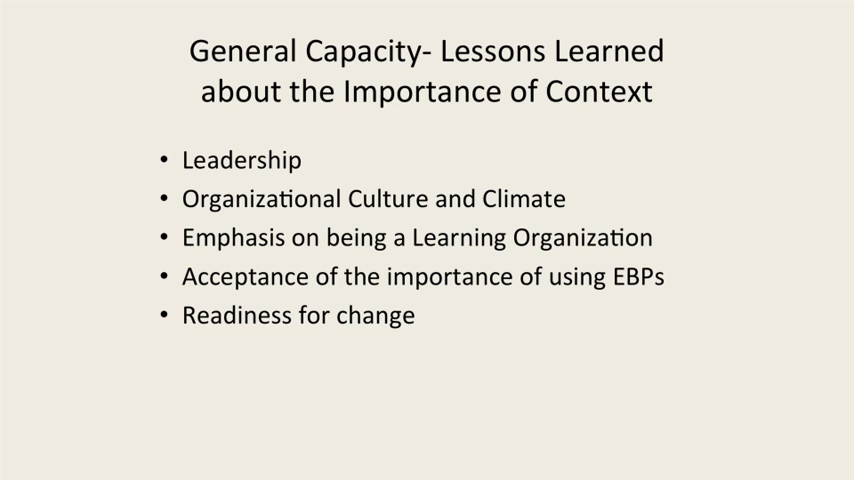 General Capacity- Lessons Learned
about the Importance of Context
• Leadership
• Organizational Culture and Climate
• Emphasis on being a Learning Organization
• Acceptance of the importance of using EBPs
• Readiness for change